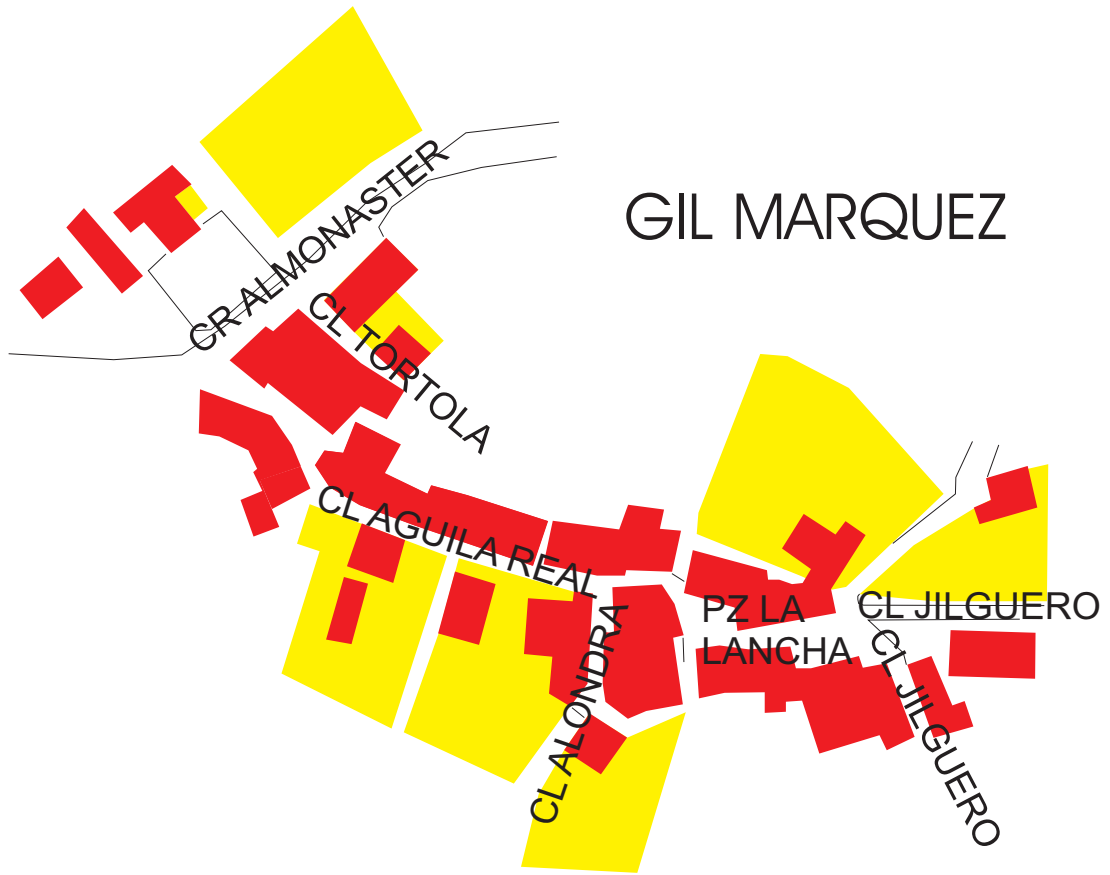 CR ALMONASTER
GIL MARQUEZ
CL TORTOLA
CL AGUILA REAL
CL ALONDRA
PZ LA
LANCHA
CL JILGUERO
CL JILGUERO